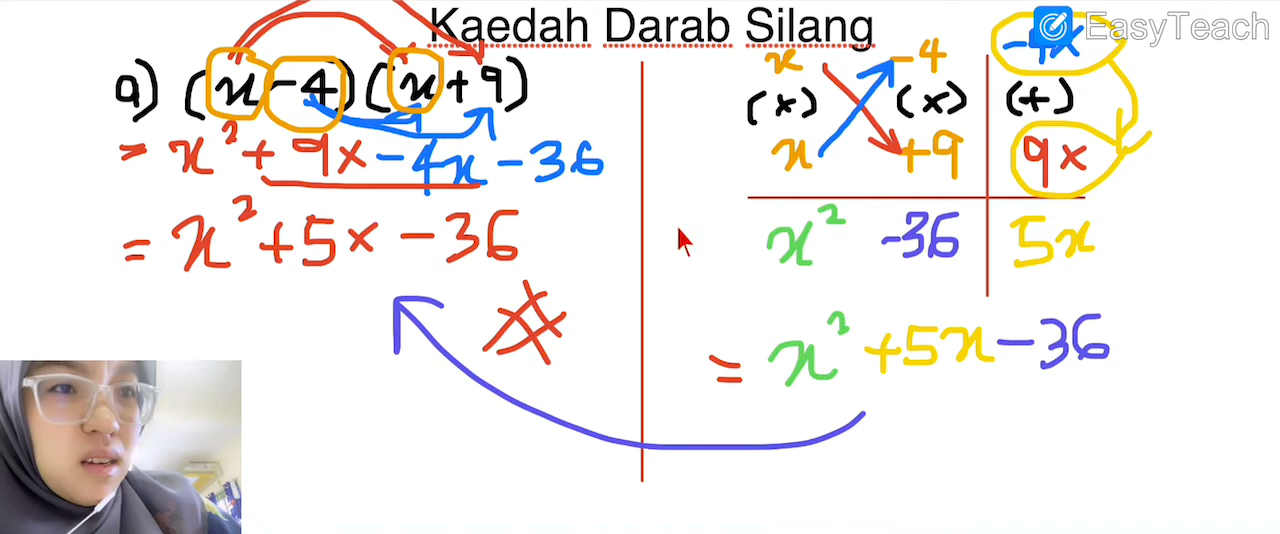 Kaedah Darab Silang
EasyTeach
a) (x - 4)(x + 9)
= x² + 9x - 4x - 36
= x² + 5x - 36
x -4 -4x
(x) (x) (+)
x +9 9x
x² -36 5x
= x² + 5x - 36